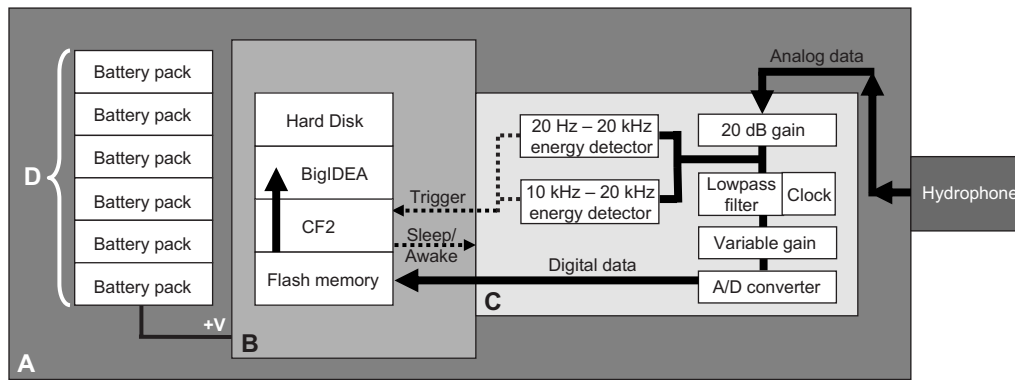 D
Battery pack
Battery pack
Battery pack
Battery pack
Battery pack
Battery pack
+V
A
B
Hard Disk
BigIDEA
CF2
Flash memory
Trigger
Sleep/
Awake
Digital data
C
20 Hz – 20 kHz
energy detector
10 kHz – 20 kHz
energy detector
Analog data
20 dB gain
Lowpass
filter
Clock
Variable gain
A/D converter
Hydrophone